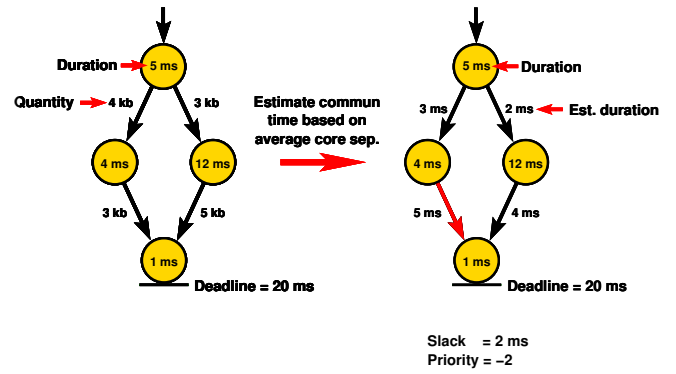 Duration
5 ms
Quantity
4 kb
3 kb
4 ms
12 ms
3 kb
5 kb
1 ms
Deadline = 20 ms
Estimate commun
time based on
average core sep.
5 ms
Duration
3 ms
2 ms
Est. duration
4 ms
12 ms
5 ms
4 ms
1 ms
Deadline = 20 ms
Slack = 2 ms
Priority = −2